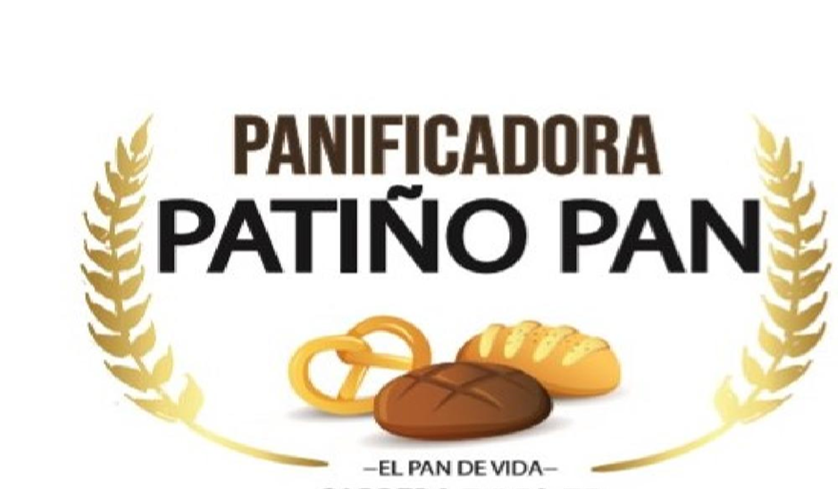 PANIFICADORA
PATIÑO PAN
–EL PAN DE VIDA–